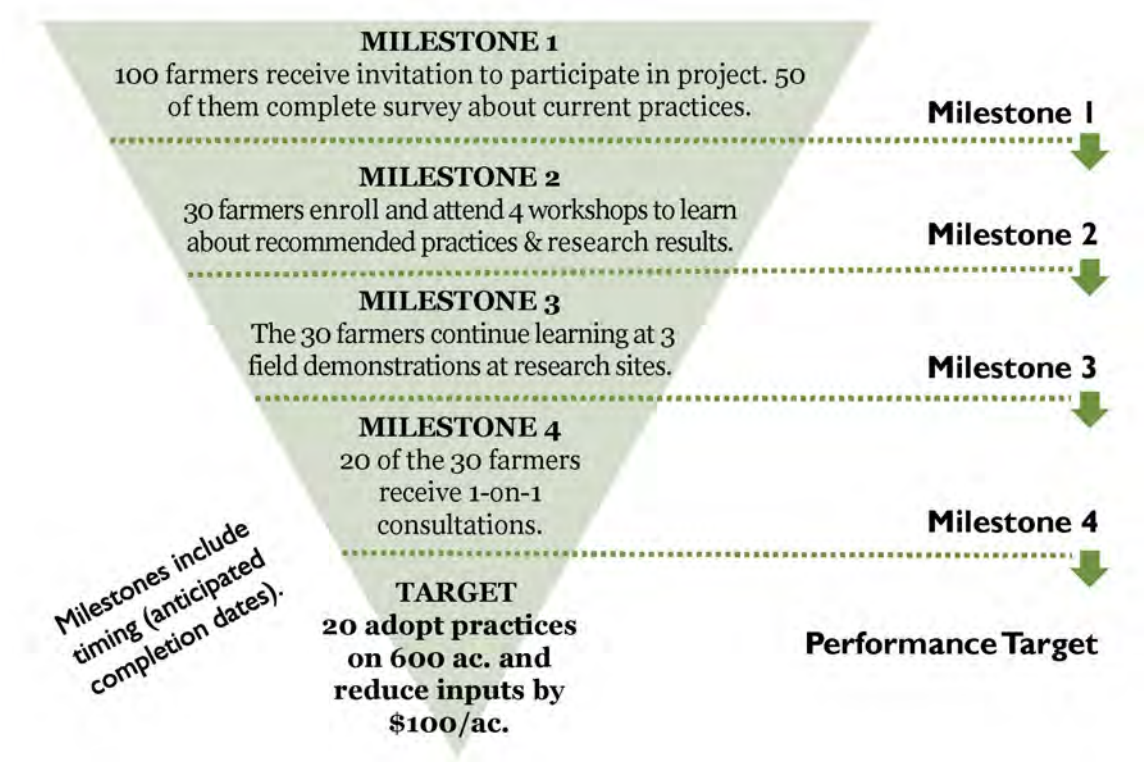 MILESTONE 1
100 farmers receive invitation to participate in project. 50
of them complete survey about current practices.
Milestone 1
MILESTONE 2
30 farmers enroll and attend 4 workshops to learn
about recommended practices & research results.
Milestone 2
MILESTONE 3
The 30 farmers continue learning at 3
field demonstrations at research sites.
Milestone 3
MILESTONE 4
20 of the 30 farmers
receive 1-on-1
consultations.
Milestone 4
Milestones include
timing (anticipated
completion dates).
TARGET
20 adopt practices
on 600 ac. and
reduce inputs by
$100/ac.
Performance Target